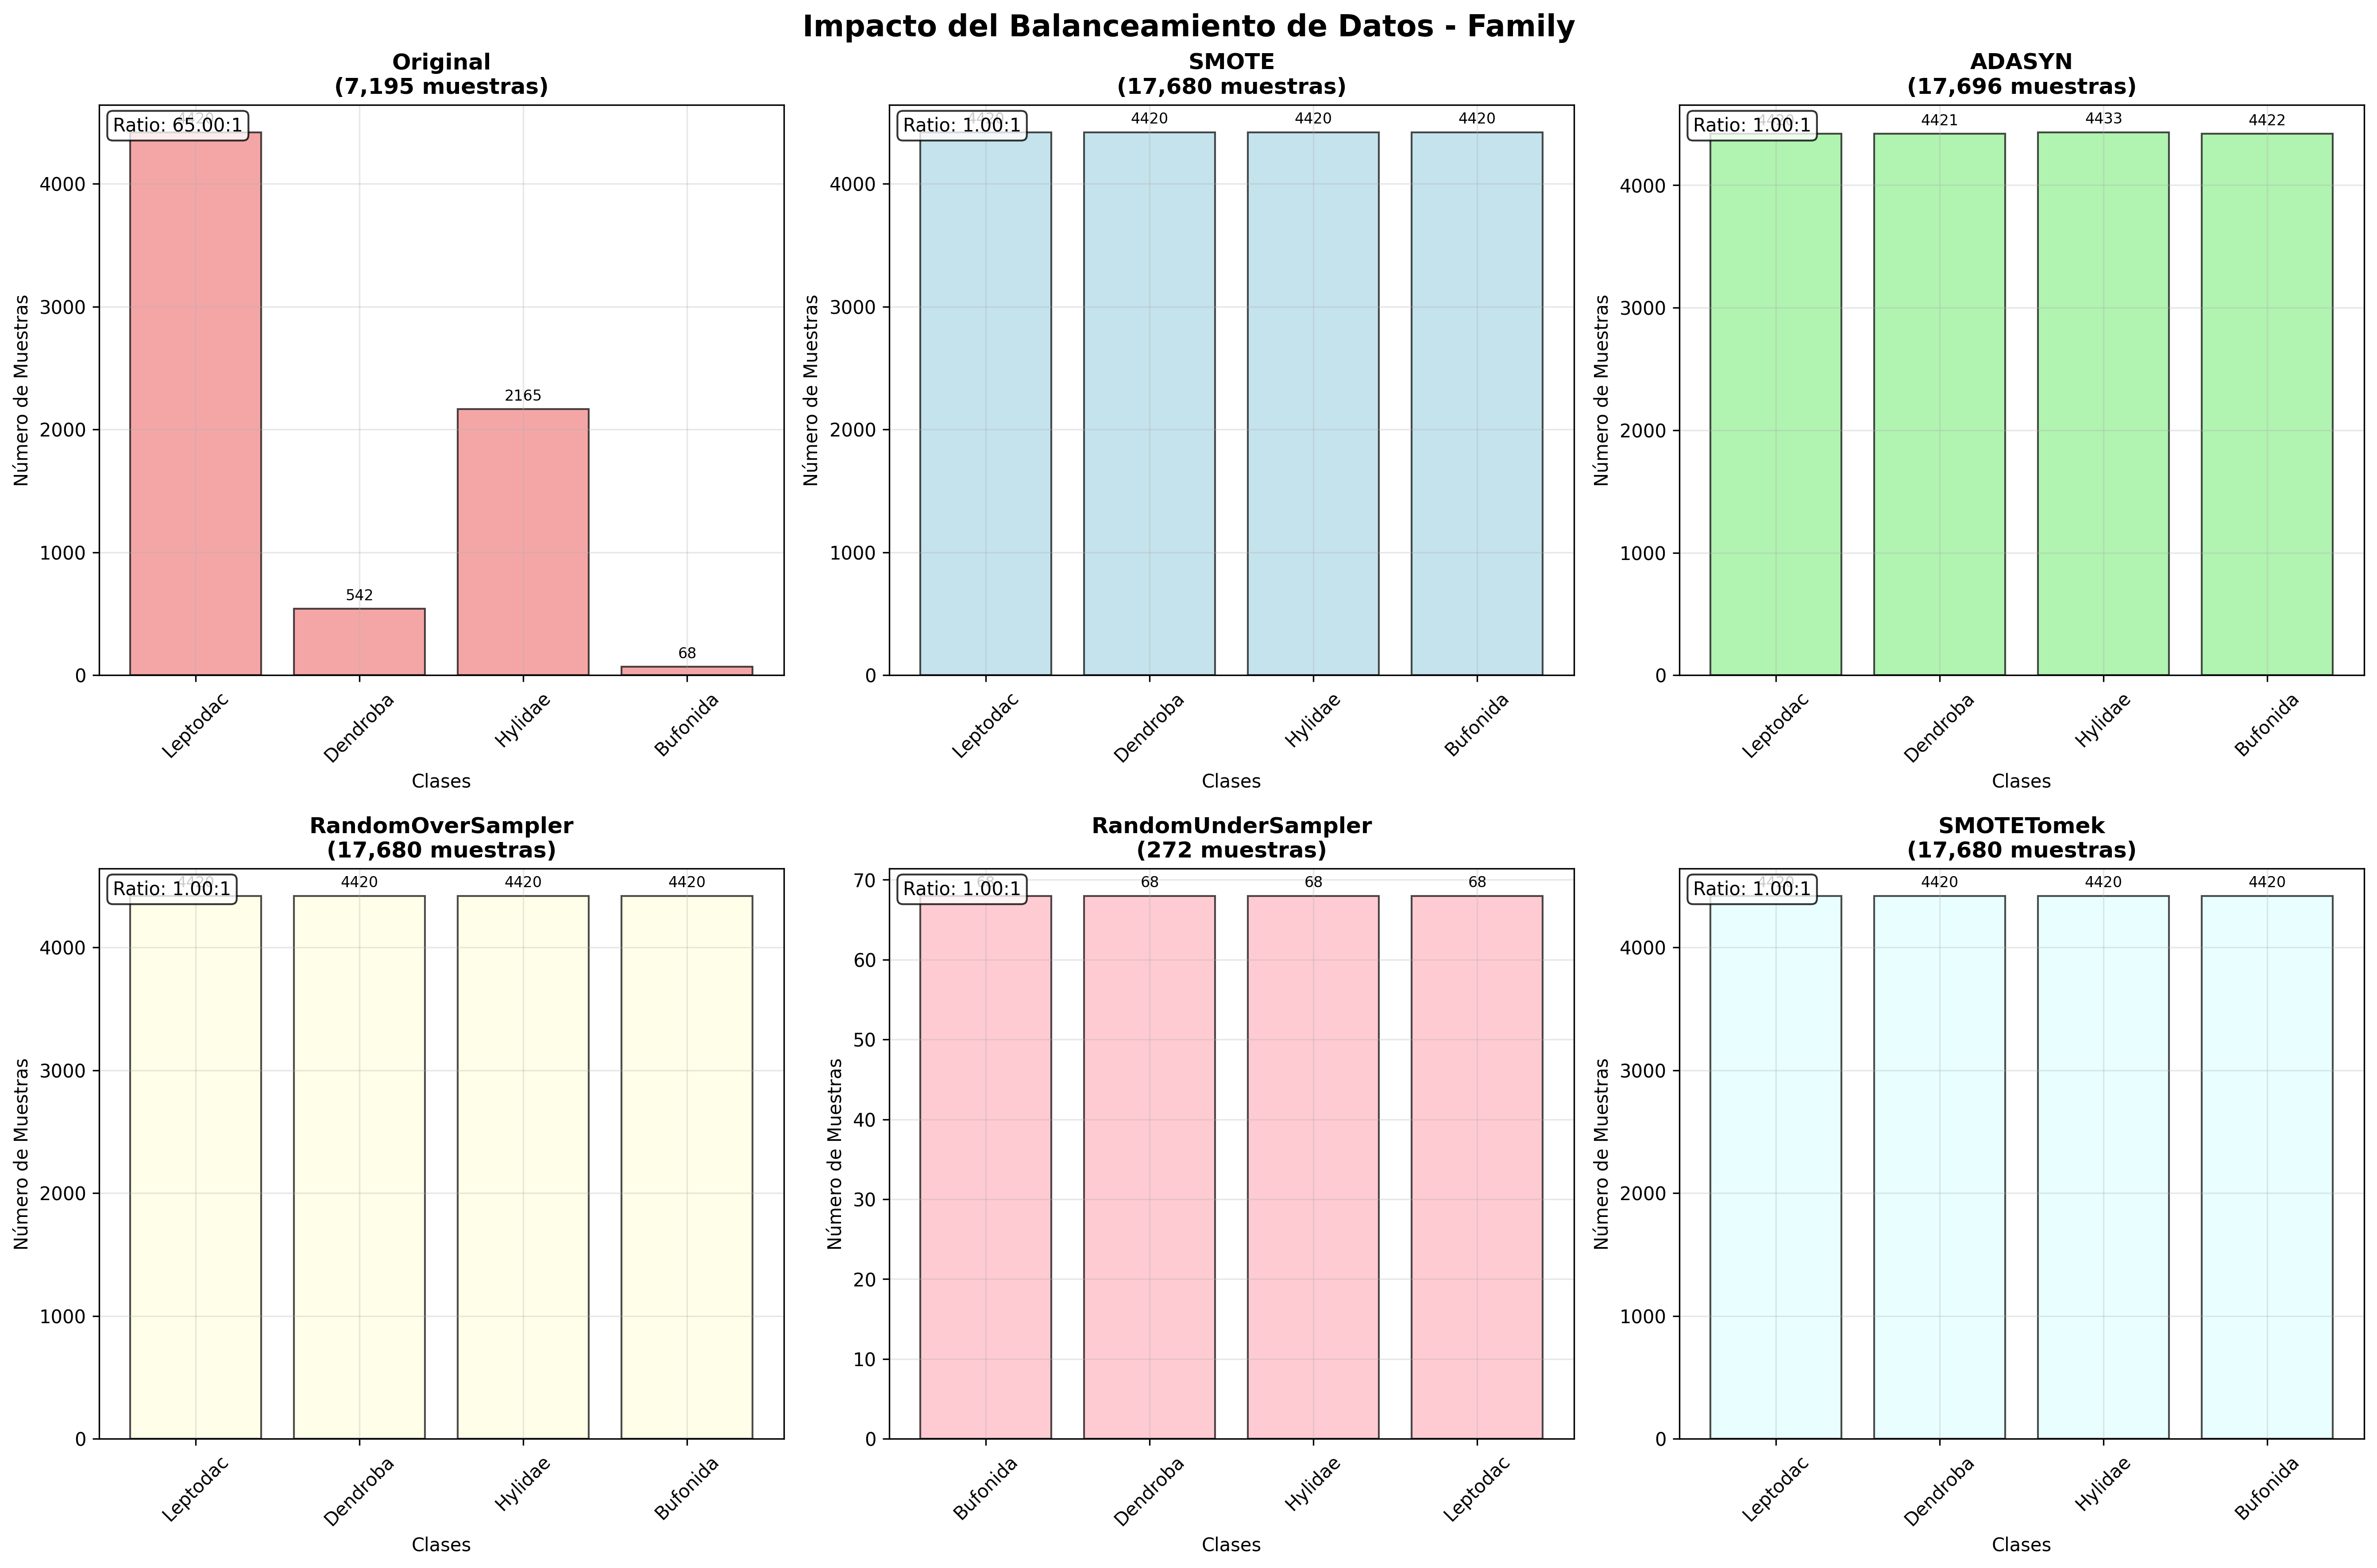 Impacto del Balanceamiento de Datos - Family
Original
(7,195 muestras)
Ratio: 65.00:1
4420
542
2165
68
4000
3000
2000
1000
0
Número de Muestras
Leptodac
Dendroba
Hylidae
Bufonida
Clases
SMOTE
(17,680 muestras)
Ratio: 1.00:1
4420
4420
4420
4420
4000
3000
2000
1000
0
Número de Muestras
Leptodac
Dendroba
Hylidae
Bufonida
Clases
ADASYN
(17,696 muestras)
Ratio: 1.00:1
4421
4433
4422
4000
3000
2000
1000
0
Número de Muestras
Leptodac
Dendroba
Hylidae
Bufonida
Clases
RandomOverSampler
(17,680 muestras)
Ratio: 1.00:1
4420
4420
4420
4000
3000
2000
1000
0
Número de Muestras
Leptodac
Dendroba
Hylidae
Bufonida
Clases
RandomUnderSampler
(272 muestras)
Ratio: 1.00:1
68
68
68
68
70
60
50
40
30
20
10
0
Número de Muestras
Bufonida
Dendroba
Hylidae
Leptodac
Clases
SMOTETomek
(17,680 muestras)
Ratio: 1.00:1
4420
4420
4420
4000
3000
2000
1000
0
Número de Muestras
Leptodac
Dendroba
Hylidae
Bufonida
Clases